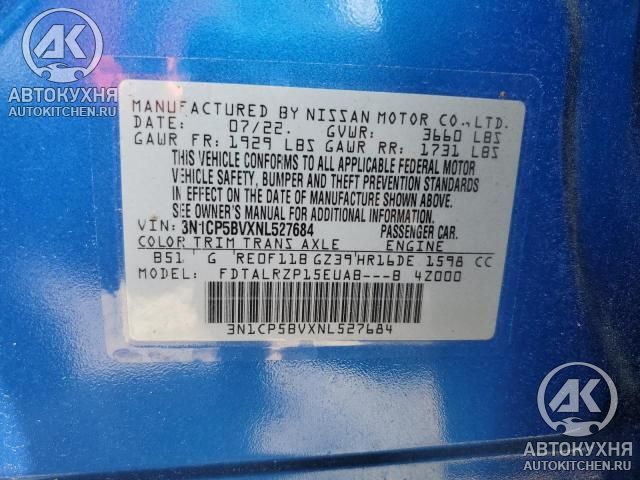 АК
АВТОКУХНЯ
AUTOKITCHEN.RU
MANUFACTURED BY NISSAN MOTOR CO.,LTD.
DATE: 07/22. GVWR: 3660 LBS
GAWR FR: 1929 LBS GAWR RR: 1731 LBS
THIS VEHICLE CONFORMS TO ALL APPLICABLE FEDERAL MOTOR
VEHICLE SAFETY, BUMPER AND THEFT PREVENTION STANDARDS
IN EFFECT ON THE DATE OF MANUFACTURE SHOWN ABOVE.
SEE OWNER'S MANUAL FOR ADDITIONAL INFORMATION
VIN: 3N1CP5BVXNL527684 PASSENGER CAR.
COLOR TRIM TRANS AXLE ENGINE
B51 G RE0F11B GZ39 HR16DE 1598 CC
FDTALRZP15EUAB---B 4Z000
3N1CP5BVXNL527684
АК
АВТОКУХНЯ
AUTOKITCHEN.RU